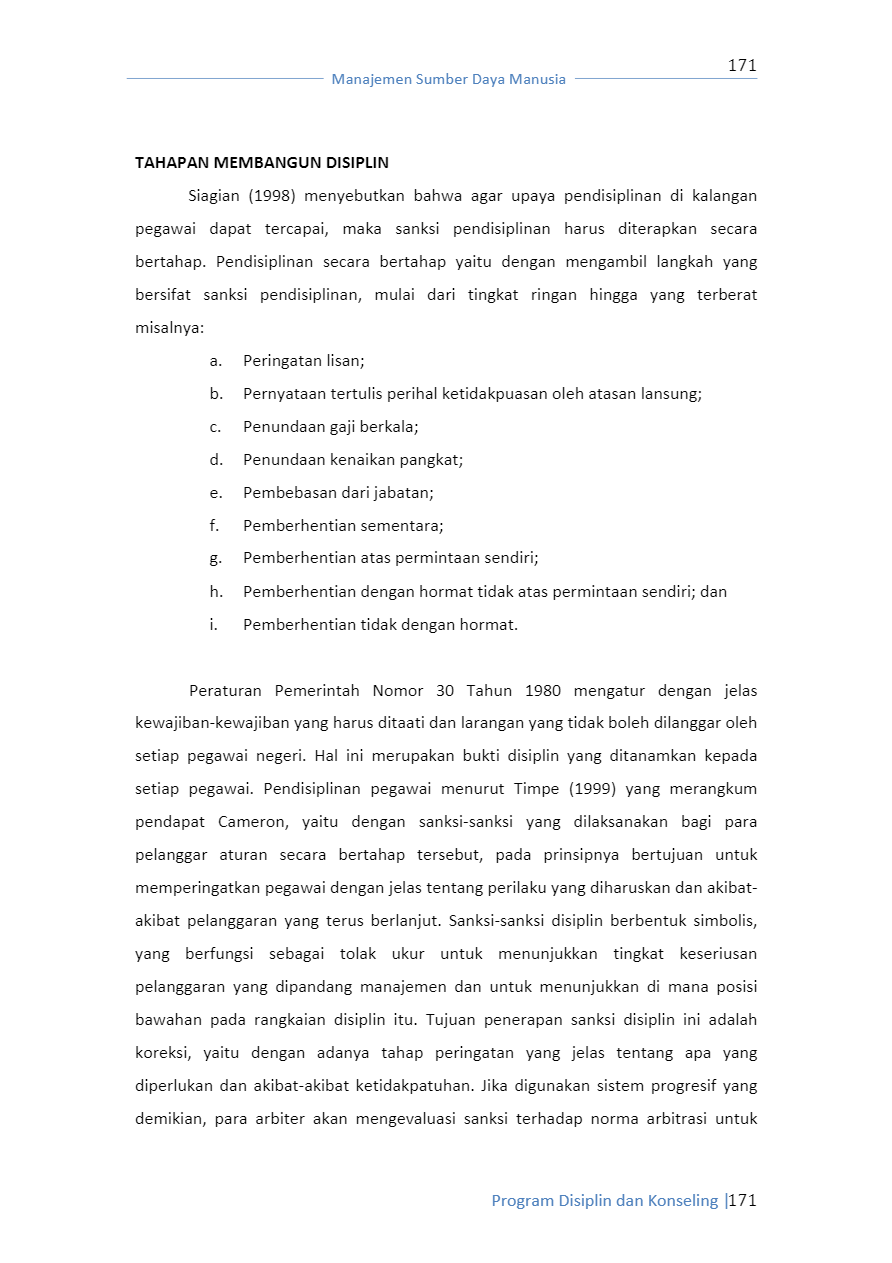 171
Manajemen Sumber Daya Manusia
TAHAPAN MEMBANGUN DISIPLIN
Siagian (1998) menyebutkan bahwa agar upaya pendisiplinan di kalangan
pegawai dapat tercapai, maka sanksi pendisiplinan harus diterapkan secara
bertahap. Pendisiplinan secara bertahap yaitu dengan mengambil langkah yang
bersifat sanksi pendisiplinan, mulai dari tingkat ringan hingga yang terberat
misalnya:
a. Peringatan lisan;
b. Pernyataan tertulis perihal ketidakpuasan oleh atasan lansung;
c. Penundaan gaji berkala;
d. Penundaan kenaikan pangkat;
e. Pembebasan dari jabatan;
f. Pemberhentian sementara;
g. Pemberhentian atas permintaan sendiri;
h. Pemberhentian dengan hormat tidak atas permintaan sendiri; dan
i. Pemberhentian tidak dengan hormat.
Peraturan Pemerintah Nomor 30 Tahun 1980 mengatur dengan jelas
kewajiban-kewajiban yang harus ditaati dan larangan yang tidak boleh dilanggar oleh
setiap pegawai negeri. Hal ini merupakan bukti disiplin yang ditanamkan kepada
setiap pegawai. Pendisiplinan pegawai menurut Timpe (1999) yang merangkum
pendapat Cameron, yaitu dengan sanksi-sanksi yang dilaksanakan bagi para
pelanggar aturan secara bertahap tersebut, pada prinsipnya bertujuan untuk
memperingatkan pegawai dengan jelas tentang perilaku yang diharuskan dan akibat-
akibat pelanggaran yang terus berlanjut. Sanksi-sanksi disiplin berbentuk simbolis,
yang berfungsi sebagai tolak ukur untuk menunjukkan tingkat keseriusan
pelanggaran yang dipandang manajemen dan untuk menunjukkan di mana posisi
bawahan pada rangkaian disiplin itu. Tujuan penerapan sanksi disiplin ini adalah
koreksi, yaitu dengan adanya tahap peringatan yang jelas tentang apa yang
diperlukan dan akibat-akibat ketidakpatuhan. Jika digunakan sistem progresif yang
demikian, para arbiter akan mengevaluasi sanksi terhadap norma arbitrasi untuk
Program Disiplin dan Konseling |171